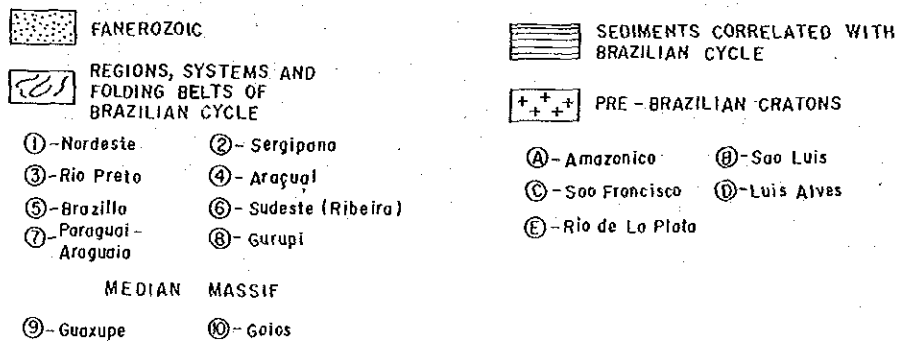 FANEROZOIC
REGIONS, SYSTEMS AND
FOLDING BELTS OF
BRAZILIAN CYCLE
①-Nordeste ②-Sergipana
③-Rio Preto ④-Araçuaí
⑤-Brazilia ⑥-Sudeste (Ribeira)
⑦-Paraguai-
Araguaia ⑧-Gurupi
MEDIAN MASSIF
⑨-Guaxupe ⑩-Goios
SEDIMENTS CORRELATED WITH
BRAZILIAN CYCLE
PRE-BRAZILIAN CRATONS
Ⓐ-Amazonico Ⓑ-Sao Luis
Ⓒ-Sao Francisco Ⓓ-Luis Alves
Ⓔ-Rio de La Plata